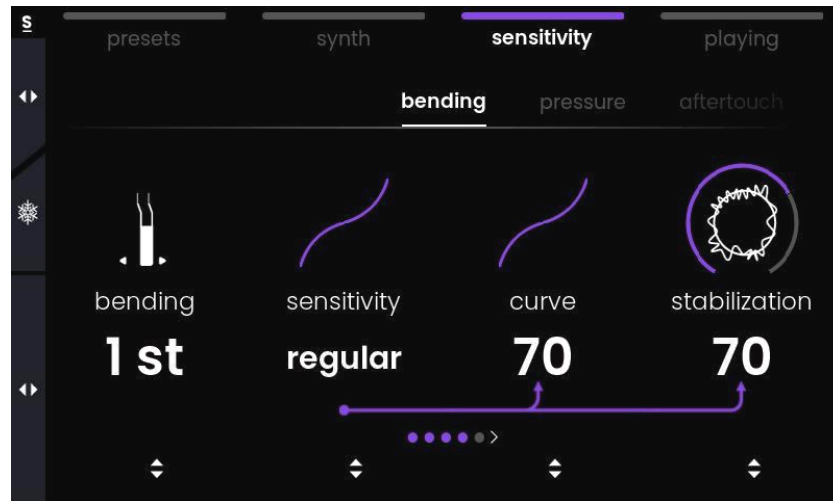 S
presets synth sensitivity playing
bending pressure aftertouch
bending sensitivity curve stabilization
1 st regular 70 70